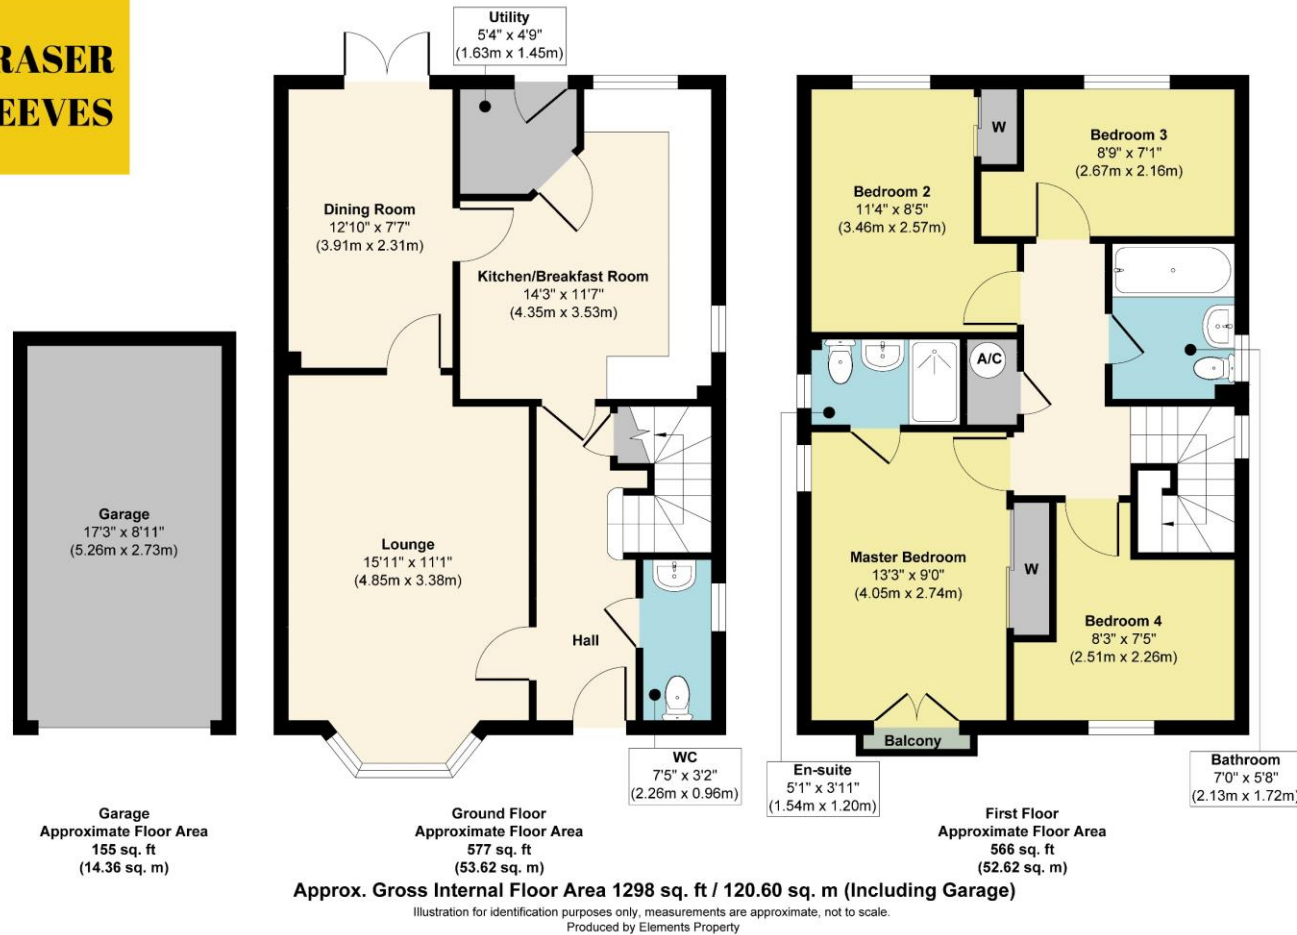 RASER
EEVES
Utility
5'4" x 4'9"
(1.63m x 1.45m)
Dining Room
12'10" x 7'7"
(3.91m x 2.31m)
Kitchen/Breakfast Room
14'3" x 11'7"
(4.35m x 3.53m)
Garage
17'3" x 8'11"
(5.26m x 2.73m)
Lounge
15'11" x 11'1"
(4.85m x 3.38m)
Hall
WC
7'5" x 3'2"
(2.26m x 0.96m)
W
Bedroom 3
8'9" x 7'1"
(2.67m x 2.16m)
Bedroom 2
11'4" x 8'5"
(3.46m x 2.57m)
A/C
Master Bedroom
13'3" x 9'0"
(4.05m x 2.74m)
W
Bedroom 4
8'3" x 7'5"
(2.51m x 2.26m)
Balcony
En-suite
5'1" x 3'11"
(1.54m x 1.20m)
Bathroom
7'0" x 5'8"
(2.13m x 1.72m)
Garage
Approximate Floor Area
155 sq. ft
(14.36 sq. m)
Ground Floor
Approximate Floor Area
577 sq. ft
(53.62 sq. m)
First Floor
Approximate Floor Area
566 sq. ft
(52.62 sq. m)
Approx. Gross Internal Floor Area 1298 sq. ft / 120.60 sq. m (Including Garage)
Illustration for identification purposes only, measurements are approximate, not to scale.
Produced by Elements Property